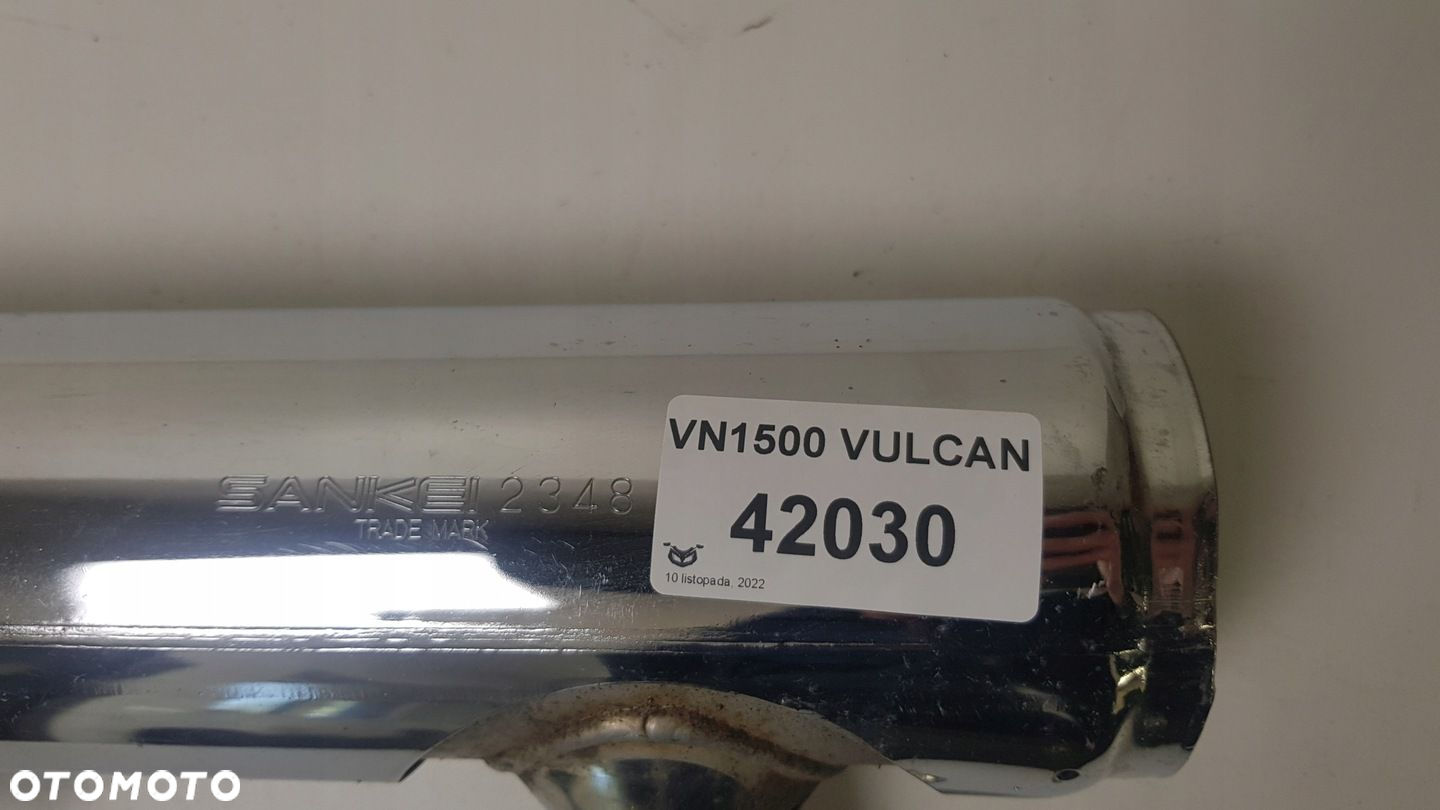 VN1500 VULCAN
42030
10 listopada, 2022
SANKEI 2348
TRADE MARK
OTOMOTO